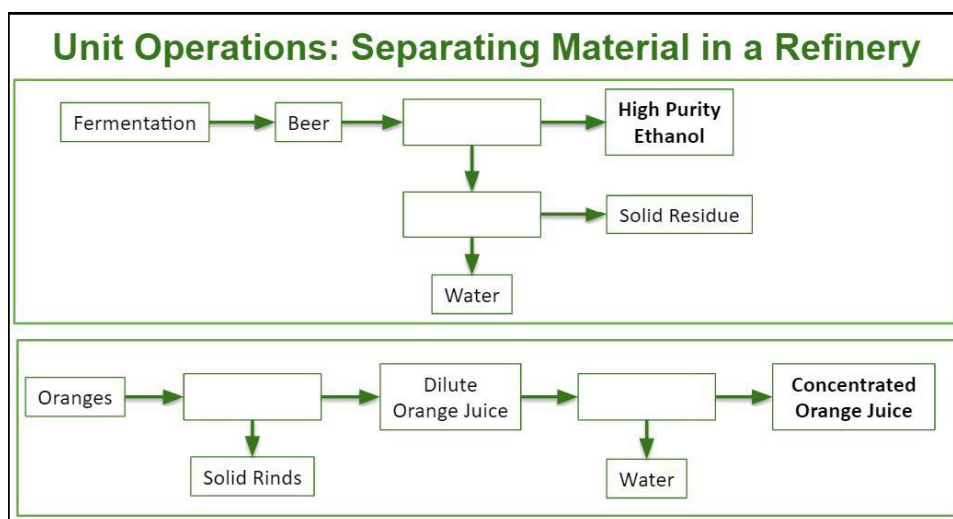 Unit Operations: Separating Material in a Refinery
Fermentation
Beer
High Purity
Ethanol
Solid Residue
Water
Oranges
Dilute
Orange Juice
Concentrated
Orange Juice
Solid Rinds
Water